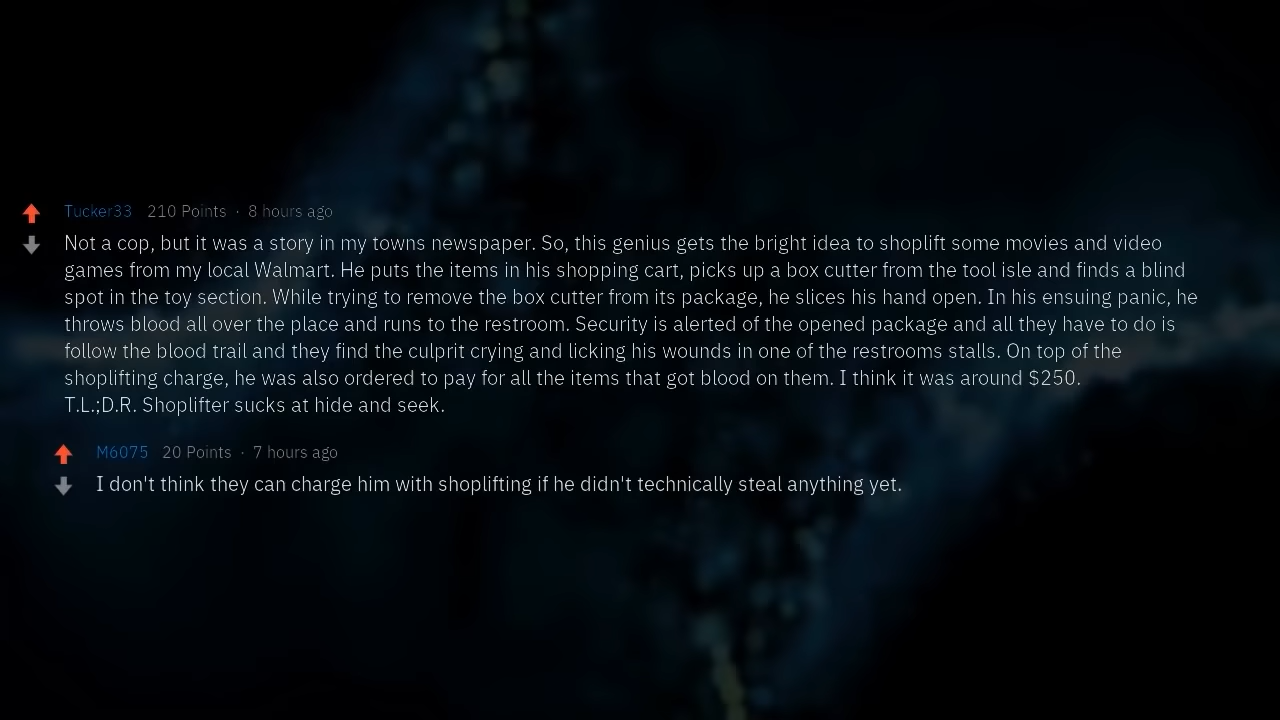 Tucker33 210 Points · 8 hours ago
Not a cop, but it was a story in my towns newspaper. So, this genius gets the bright idea to shoplift some movies and video
games from my local Walmart. He puts the items in his shopping cart, picks up a box cutter from the tool isle and finds a blind
spot in the toy section. While trying to remove the box cutter from its package, he slices his hand open. In his ensuing panic, he
throws blood all over the place and runs to the restroom. Security is alerted of the opened package and all they have to do is
follow the blood trail and they find the culprit crying and licking his wounds in one of the restrooms stalls. On top of the
shoplifting charge, he was also ordered to pay for all the items that got blood on them. I think it was around $250.
T.L.;D.R. Shoplifter sucks at hide and seek.
M6075 20 Points · 7 hours ago
I don't think they can charge him with shoplifting if he didn't technically steal anything yet.